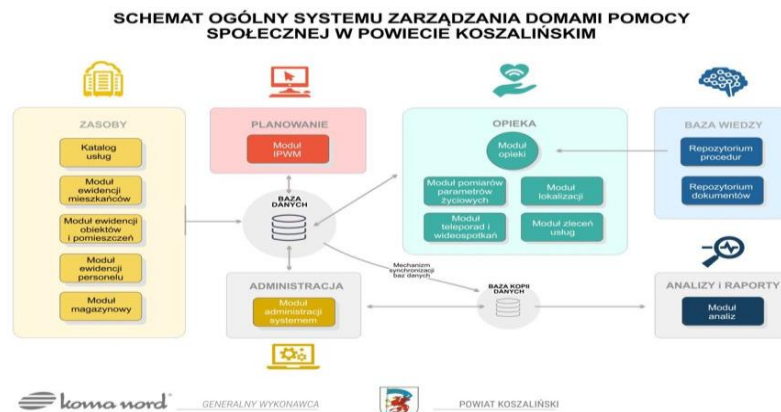 SCHEMAT OGÓLNY SYSTEMU ZARZĄDZANIA DOMAMI POMOCY
SPOŁECZNEJ W POWIECIE KOSZALIŃSKIM
ZASOBY
Katalog
usług
Moduł
ewidencji
mieszkańców
Moduł ewidencji
obiektów
i pomieszczeń
Moduł
ewidencji
personelu
Moduł
magazynowy
PLANOWANIE
Moduł
IPWM
BAZA
DANYCH
ADMINISTRACJA
Moduł
administracji
systemem
OPIEKA
Moduł
opieki
Moduł pomiarów
parametrów
życiowych
Moduł
lokalizacji
Moduł
teleporad i
wideospotkań
Moduł zleceń
usług
Mechanizm
synchronizacji
baz danych
BAZA KOPII
DANYCH
BAZA WIEDZY
Repozytorium
procedur
Repozytorium
dokumentów
ANALIZY i RAPORTY
Moduł
analiz
koma nord
GENERALNY WYKONAWCA
POWIAT KOSZALIŃSKI